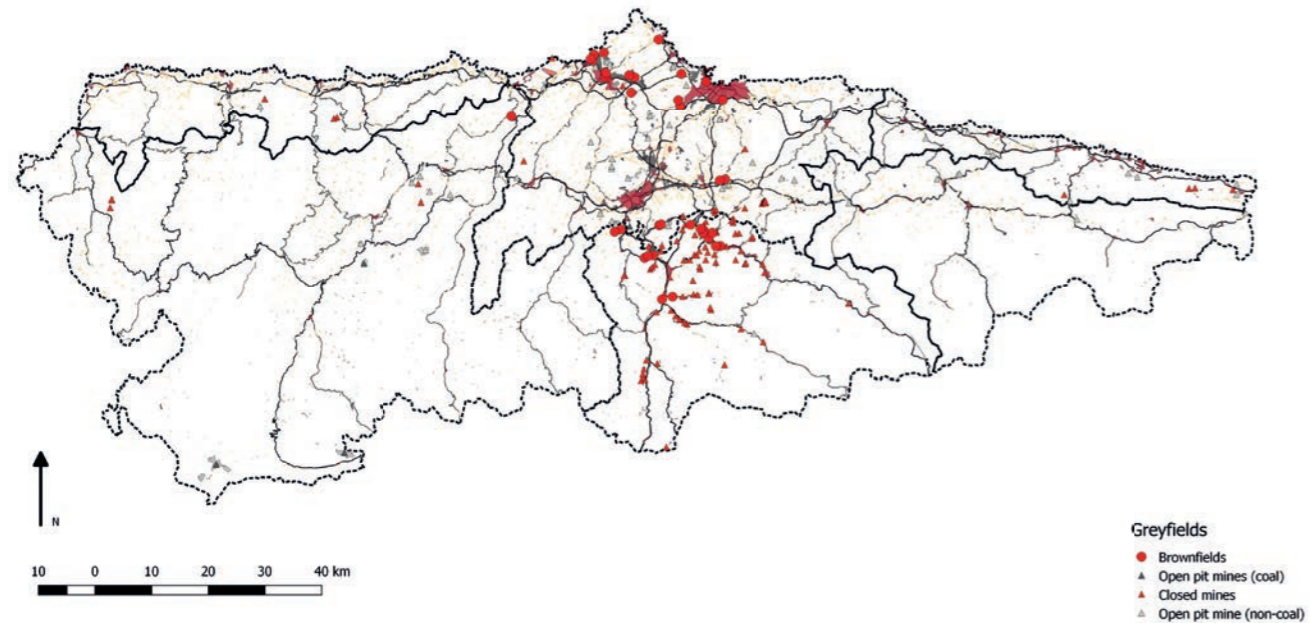 N
10 0 10 20 30 40 km
Greyfields
Brownfields
Open pit mines (coal)
Closed mines
Open pit mine (non-coal)